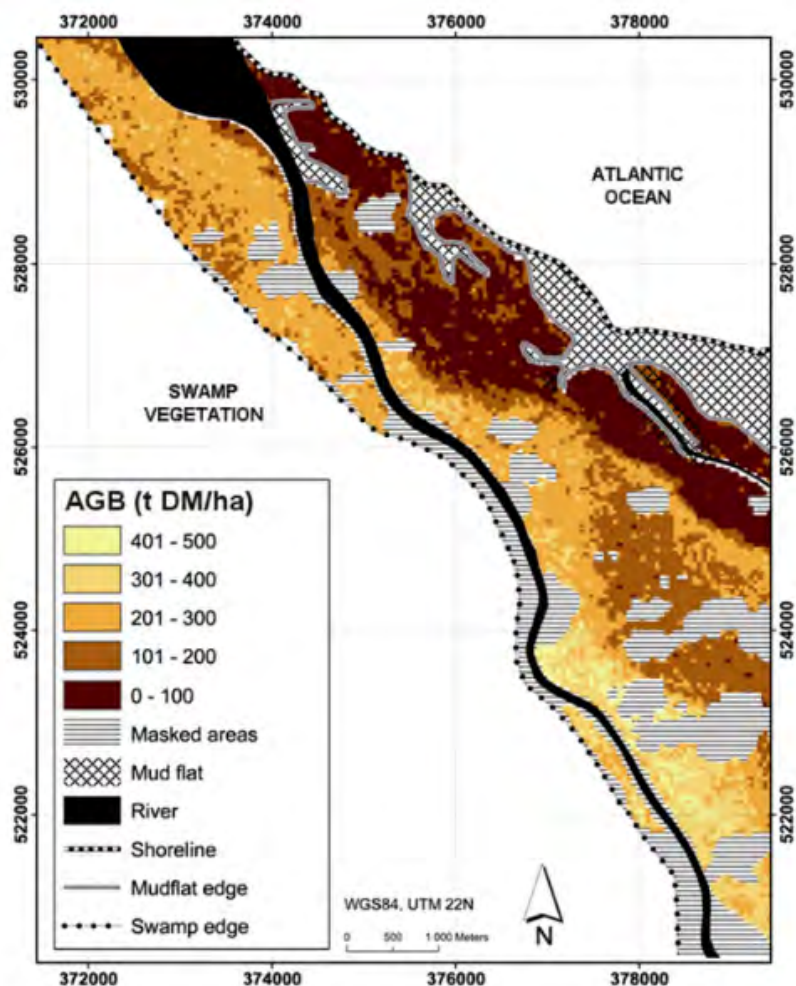 372000 374000 376000 378000
530000 530000
ATLANTIC
OCEAN
528000 528000
SWAMP
VEGETATION
526000 526000
AGB (t DM/ha)
401 - 500
301 - 400
201 - 300
101 - 200
0 - 100
Masked areas
Mud flat
River
Shoreline
Mudflat edge
Swamp edge
524000 524000
522000 522000
WGS84, UTM 22N
0 500 1 000 Meters
N
372000 374000 376000 378000